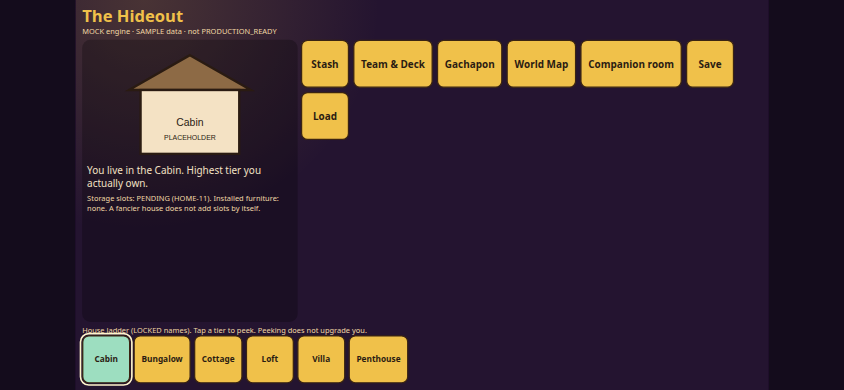 The Hideout
MOCK engine · SAMPLE data · not PRODUCTION_READY
Cabin
PLACEHOLDER
You live in the Cabin. Highest tier you
actually own.
Storage slots: PENDING (HOME-11). Installed furniture:
none. A fancier house does not add slots by itself.
Stash
Team & Deck
Gachapon
World Map
Companion room
Save
Load
House ladder (LOCKED names). Tap a tier to peek. Peeking does not upgrade you.
Cabin
Bungalow
Cottage
Loft
Villa
Penthouse